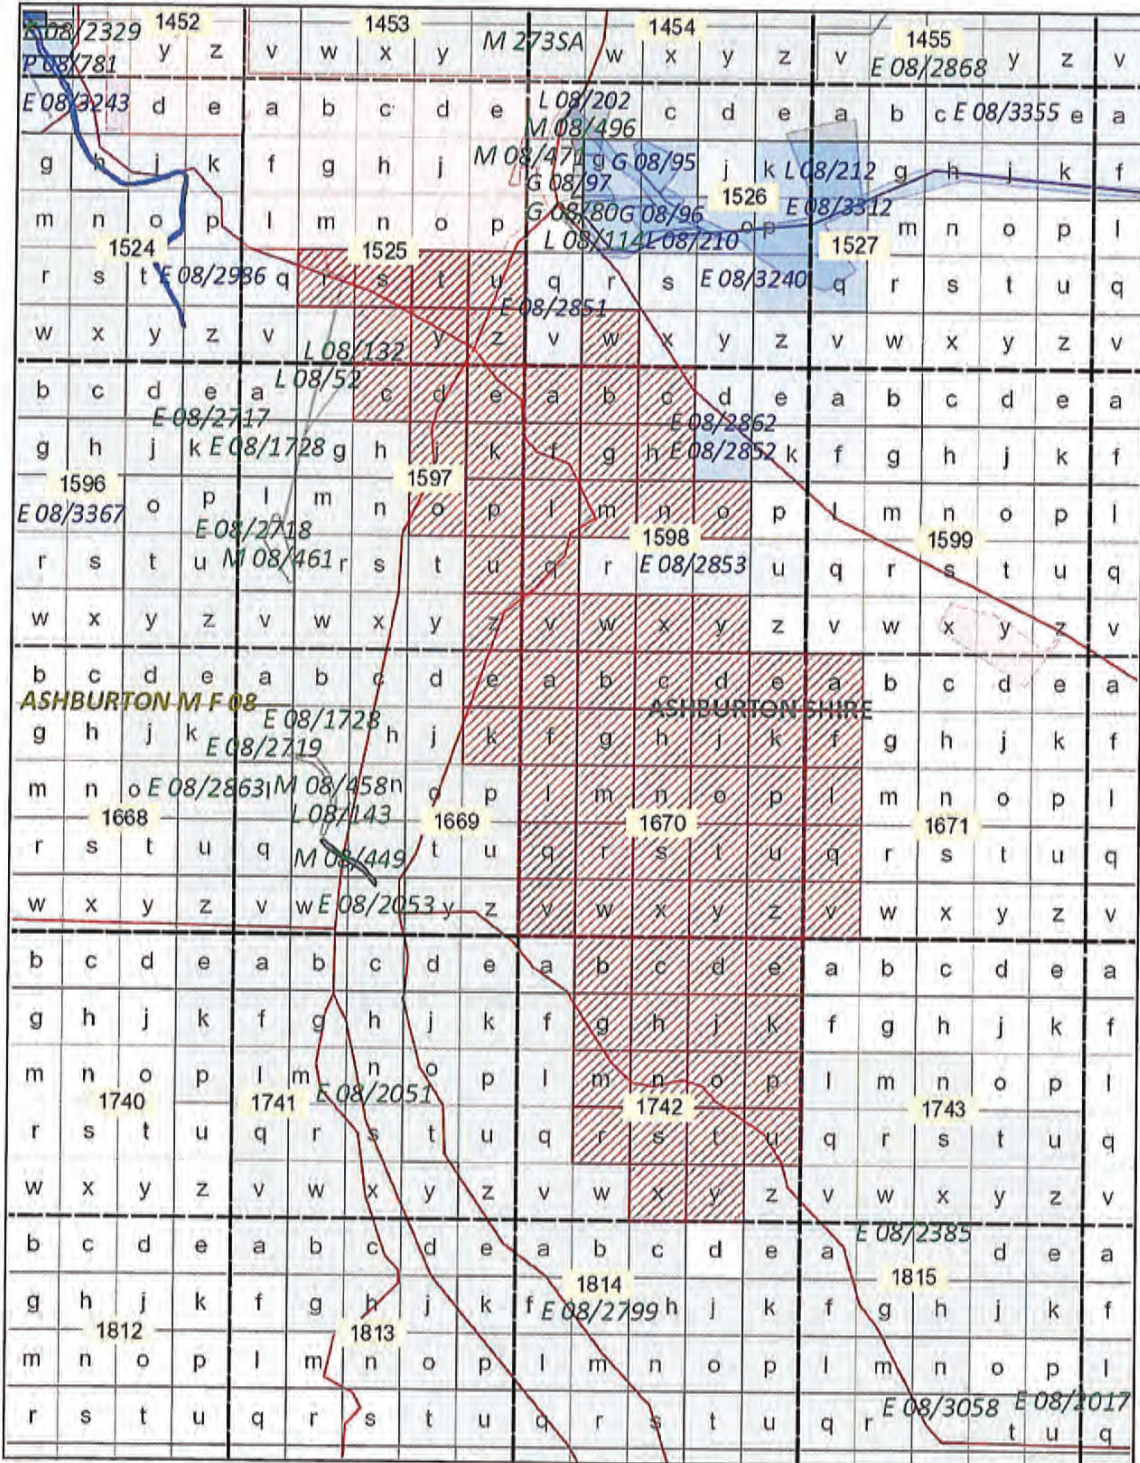 1452 1453 1454 1455
E 08/2329 y z v w x y M 273SA w x y z v E 08/2868 y z v
P 08/781
E 08/3243 d e a b c d e L 08/202 c d e a b c E 08/3355 e a
M 08/496
g h j k f g h j M 08/471 g G 08/95 j k L 08/212 g h j k f
G 08/97 1526
m n o p l m n o p G 08/80 G 08/96 o p E 08/3312 m n o p l
1524 1525 L 08/114 L 08/210 1527
r s t E 08/2986 q r s t u q r s E 08/3240 q r s t u q
E 08/2851
w x y z v L 08/132 y z v w x y z v w x y z v
b c d e a L 08/52 c d e a b c d e a b c d e a
E 08/2717 E 08/2862
g h j k E 08/1728 g h j k f g h E 08/2852 k f g h j k f
1596 1597
E 08/3367 o p l m n o p l m n o p l m n o p l
E 08/2718 1598 1599
r s t u M 08/461 r s t u q r E 08/2853 u q r s t u q
w x y z v w x y z v w x y z v w x y z v
b c d e a b c d e a b c d e a b c d e a
ASHBURTON M F 08 ASHBURTON SHIRE
g h j k E 08/1728 h j k f g h j k f g h j k f
E 08/2719
m n o E 08/2863 l M 08/458 n o p l m n o p l m n o p l
1668 L 08/143 1669 1670 1671
r s t u q M 08/449 t u q r s t u q r s t u q
w x y z v w E 08/2053 y z v w x y z v w x y z v
b c d e a b c d e a b c d e a b c d e a
g h j k f g h j k f g h j k f g h j k f
m n o p l m n o p l m n o p l m n o p l
1740 1741 E 08/2051 1742 1743
r s t u q r s t u q r s t u q r s t u q
w x y z v w x y z v w x y z v w x y z v
b c d e a b c d e a b c d e a E 08/2385 d e a
1814 1815
g h j k f g h j k f E 08/2799 h j k f g h j k f
1812 1813
m n o p l m n o p l m n o p l m n o p l
r s t u q r s t u q r s t u q r E 08/3058 E 08/2017
t u q